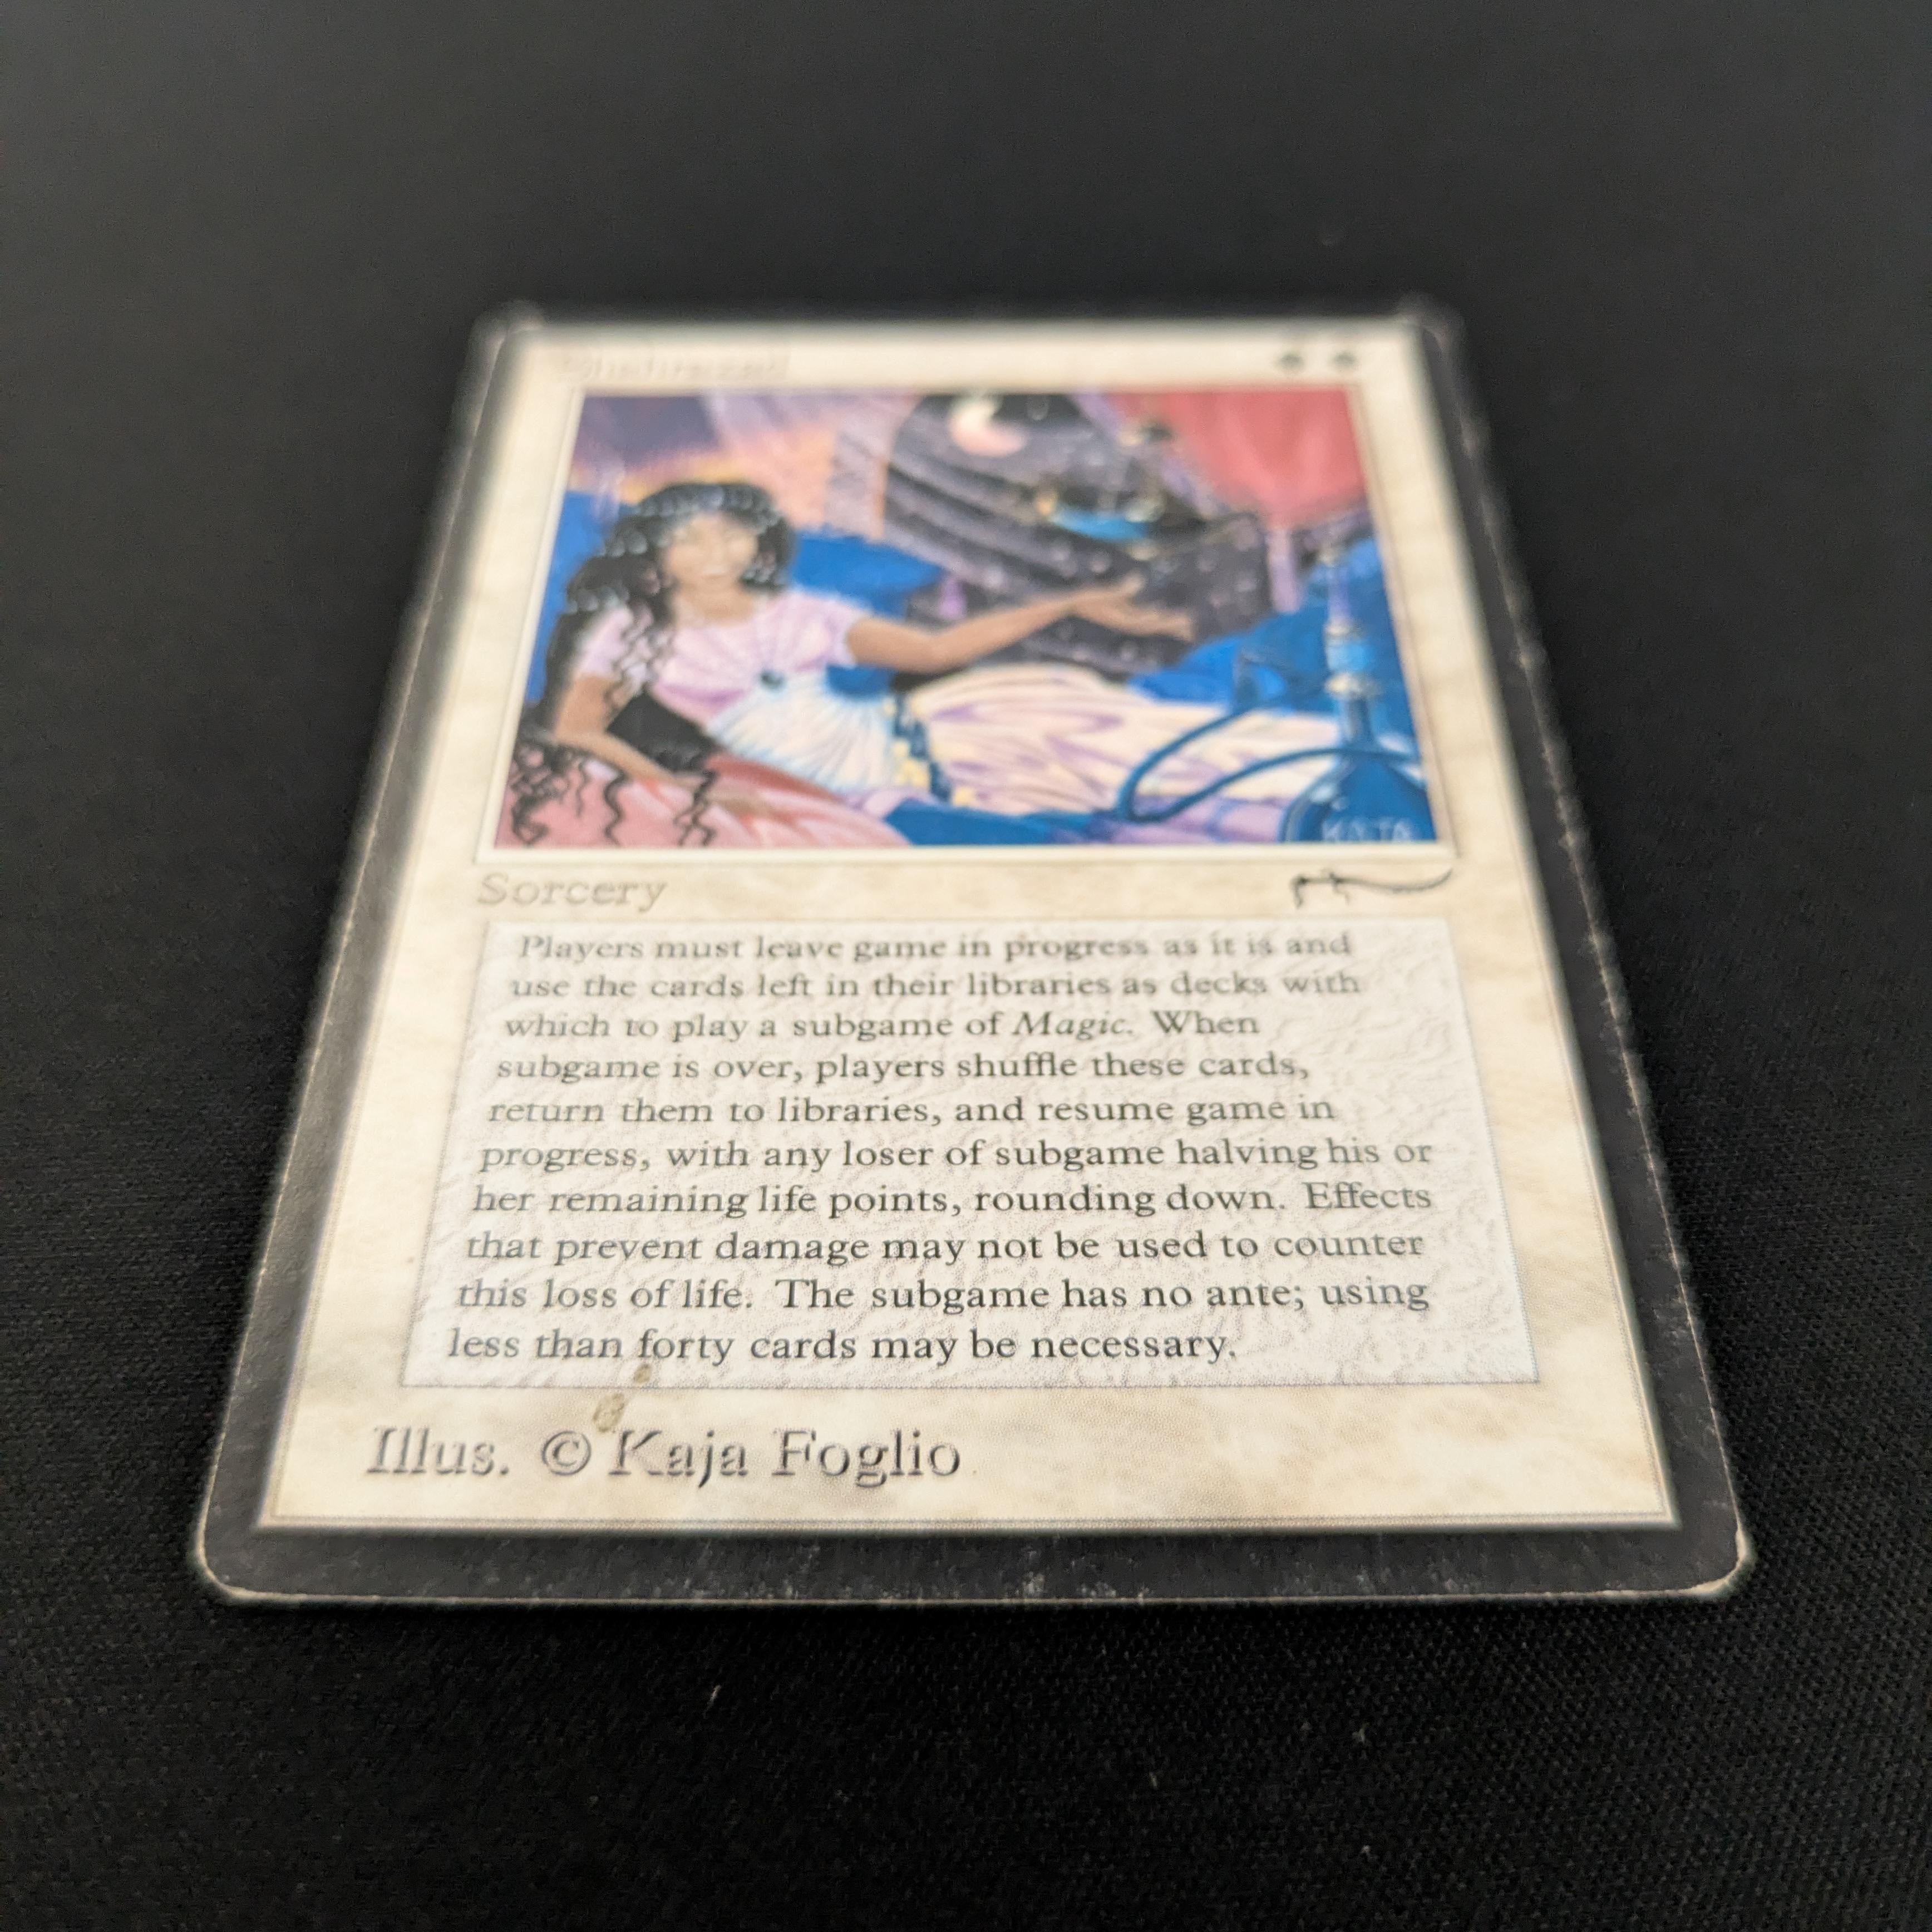 Sorcery
Players must leave game in progress as it is and
use the cards left in their libraries as decks with
which to play a subgame of Magic. When
subgame is over, players shuffle these cards,
return them to libraries, and resume game in
progress, with any loser of subgame halving his or
her remaining life points, rounding down. Effects
that prevent damage may not be used to counter
this loss of life. The subgame has no ante; using
less than forty cards may be necessary.
Illus. © Kaja Foglio